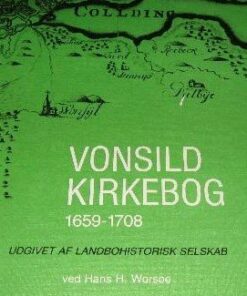 COLLDING
VONSILD
KIRKEBOG
1659-1708
UDGIVET AF LANDBOHISTORISK SELSKAB
ved Hans H. Worsøe